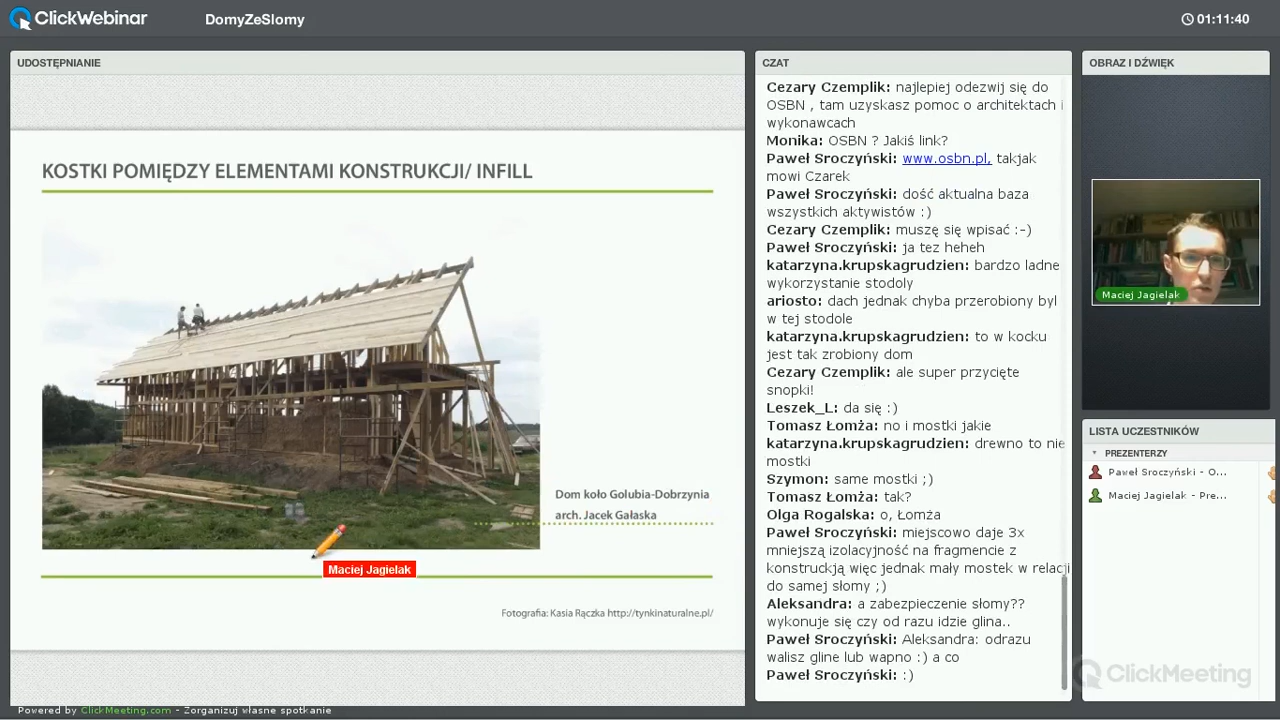 ClickWebinar
DomyZeSlomy
01:11:40
UDOSTĘPNIANIE
KOSTKI POMIĘDZY ELEMENTAMI KONSTRUKCJI/ INFILL
Dom koło Golubia-Dobrzynia
arch. Jacek Gałaska
Maciej Jagielak
Fotografia: Kasia Rączka http://tynkinaturalne.pl/
CZAT
Cezary Czemplik: najlepiej odezwij się do
OSBN , tam uzyskasz pomoc o architektach i
wykonawcach
Monika: OSBN ? Jakiś link?
Paweł Sroczyński: www.osbn.pl, takjak
mowi Czarek
Paweł Sroczyński: dość aktualna baza
wszystkich aktywistów :)
Cezary Czemplik: muszę się wpisać :-)
Paweł Sroczyński: ja tez heheh
katarzyna.krupskagrudzien: bardzo ladne
wykorzystanie stodoly
ariosto: dach jednak chyba przerobiony byl
w tej stodole
katarzyna.krupskagrudzien: to w kocku
jest tak zrobiony dom
Cezary Czemplik: ale super przycięte
snopki!
Leszek_L: da się :)
Tomasz Łomża: no i mostki jakie
katarzyna.krupskagrudzien: drewno to nie
mostki
Szymon: same mostki ;)
Tomasz Łomża: tak?
Olga Rogalska: o, Łomża
Paweł Sroczyński: miejscowo daje 3x
mniejszą izolacyjność na fragmencie z
konstruckją więc jednak mały mostek w relacji
do samej słomy ;)
Aleksandra: a zabezpieczenie słomy??
wykonuje się czy od razu idzie glina..
Paweł Sroczyński: Aleksandra: odrazu
walisz gline lub wapno :) a co
Paweł Sroczyński: :)
OBRAZ I DŹWIĘK
Maciej Jagielak
LISTA UCZESTNIKÓW
PREZENTERZY
Paweł Sroczyński - O...
Maciej Jagielak - Pre...
ClickMeeting
Powered by ClickMeeting.com - Zorganizuj własne spotkanie